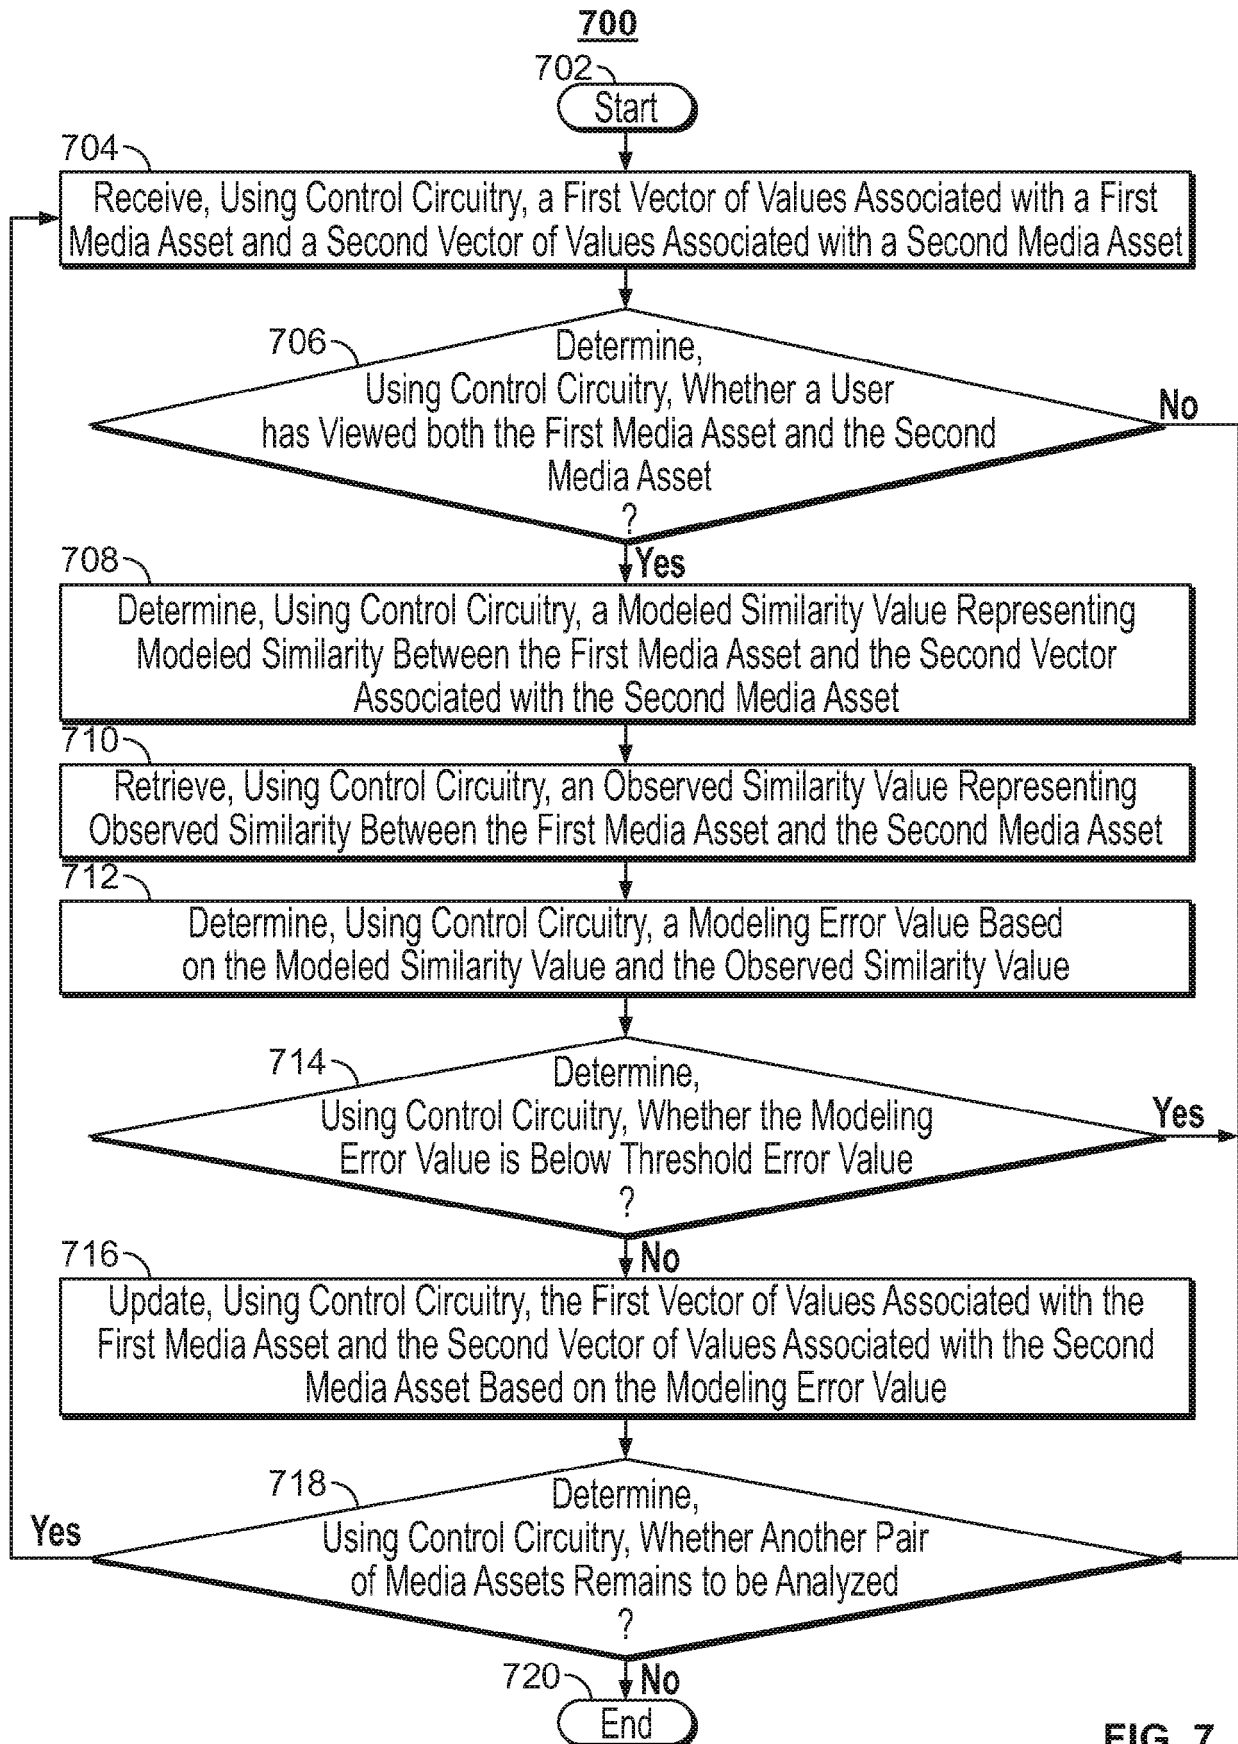 700
702
Start
704
Receive, Using Control Circuitry, a First Vector of Values Associated with a First
Media Asset and a Second Vector of Values Associated with a Second Media Asset
706
Determine,
Using Control Circuitry, Whether a User
has Viewed both the First Media Asset and the Second
Media Asset
?
No
Yes
708
Determine, Using Control Circuitry, a Modeled Similarity Value Representing
Modeled Similarity Between the First Media Asset and the Second Vector
Associated with the Second Media Asset
710
Retrieve, Using Control Circuitry, an Observed Similarity Value Representing
Observed Similarity Between the First Media Asset and the Second Media Asset
712
Determine, Using Control Circuitry, a Modeling Error Value Based
on the Modeled Similarity Value and the Observed Similarity Value
714
Determine,
Using Control Circuitry, Whether the Modeling
Error Value is Below Threshold Error Value
?
Yes
No
716
Update, Using Control Circuitry, the First Vector of Values Associated with the
First Media Asset and the Second Vector of Values Associated with the Second
Media Asset Based on the Modeling Error Value
718
Determine,
Using Control Circuitry, Whether Another Pair
of Media Assets Remains to be Analyzed
?
Yes
No
720
End
FIG. 7